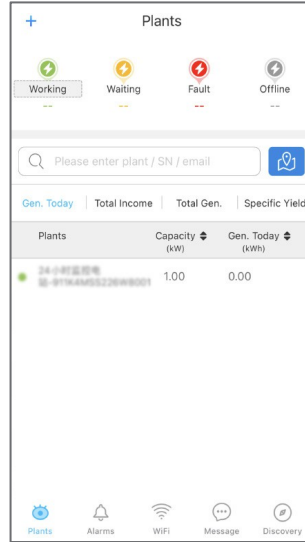 + Plants
Working Waiting Fault Offline
-- -- -- --
Please enter plant / SN / email
Gen. Today Total Income Total Gen. Specific Yield
Plants Capacity Gen. Today
(kW) (kWh)
1.00 0.00
Plants Alarms WiFi Message Discovery